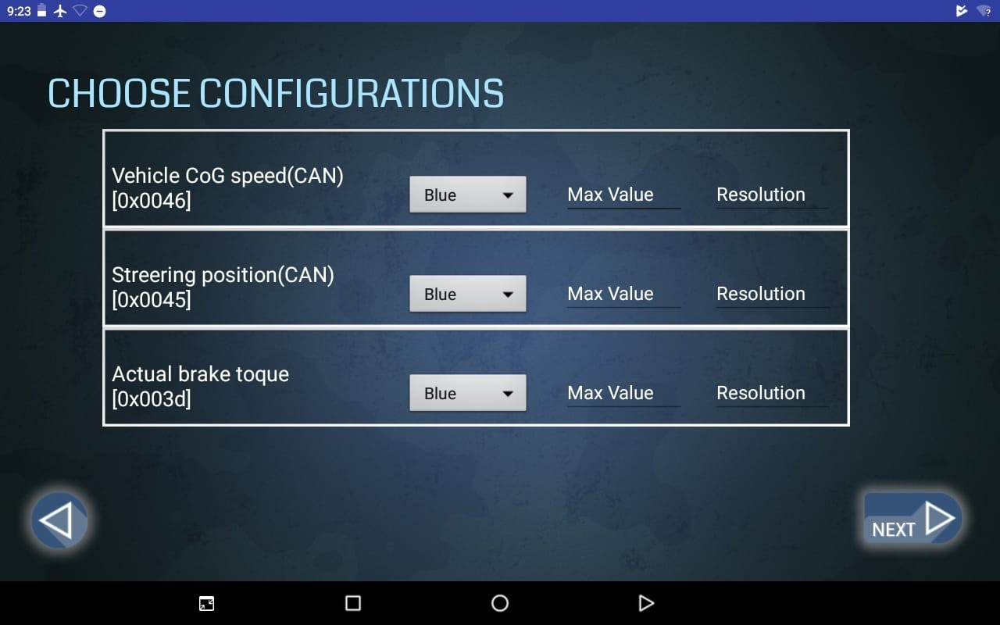 9:23
CHOOSE CONFIGURATIONS
Vehicle CoG speed(CAN)
[0x0046]
Blue
Max Value
Resolution
Streering position(CAN)
[0x0045]
Blue
Max Value
Resolution
Actual brake toque
[0x003d]
Blue
Max Value
Resolution
NEXT